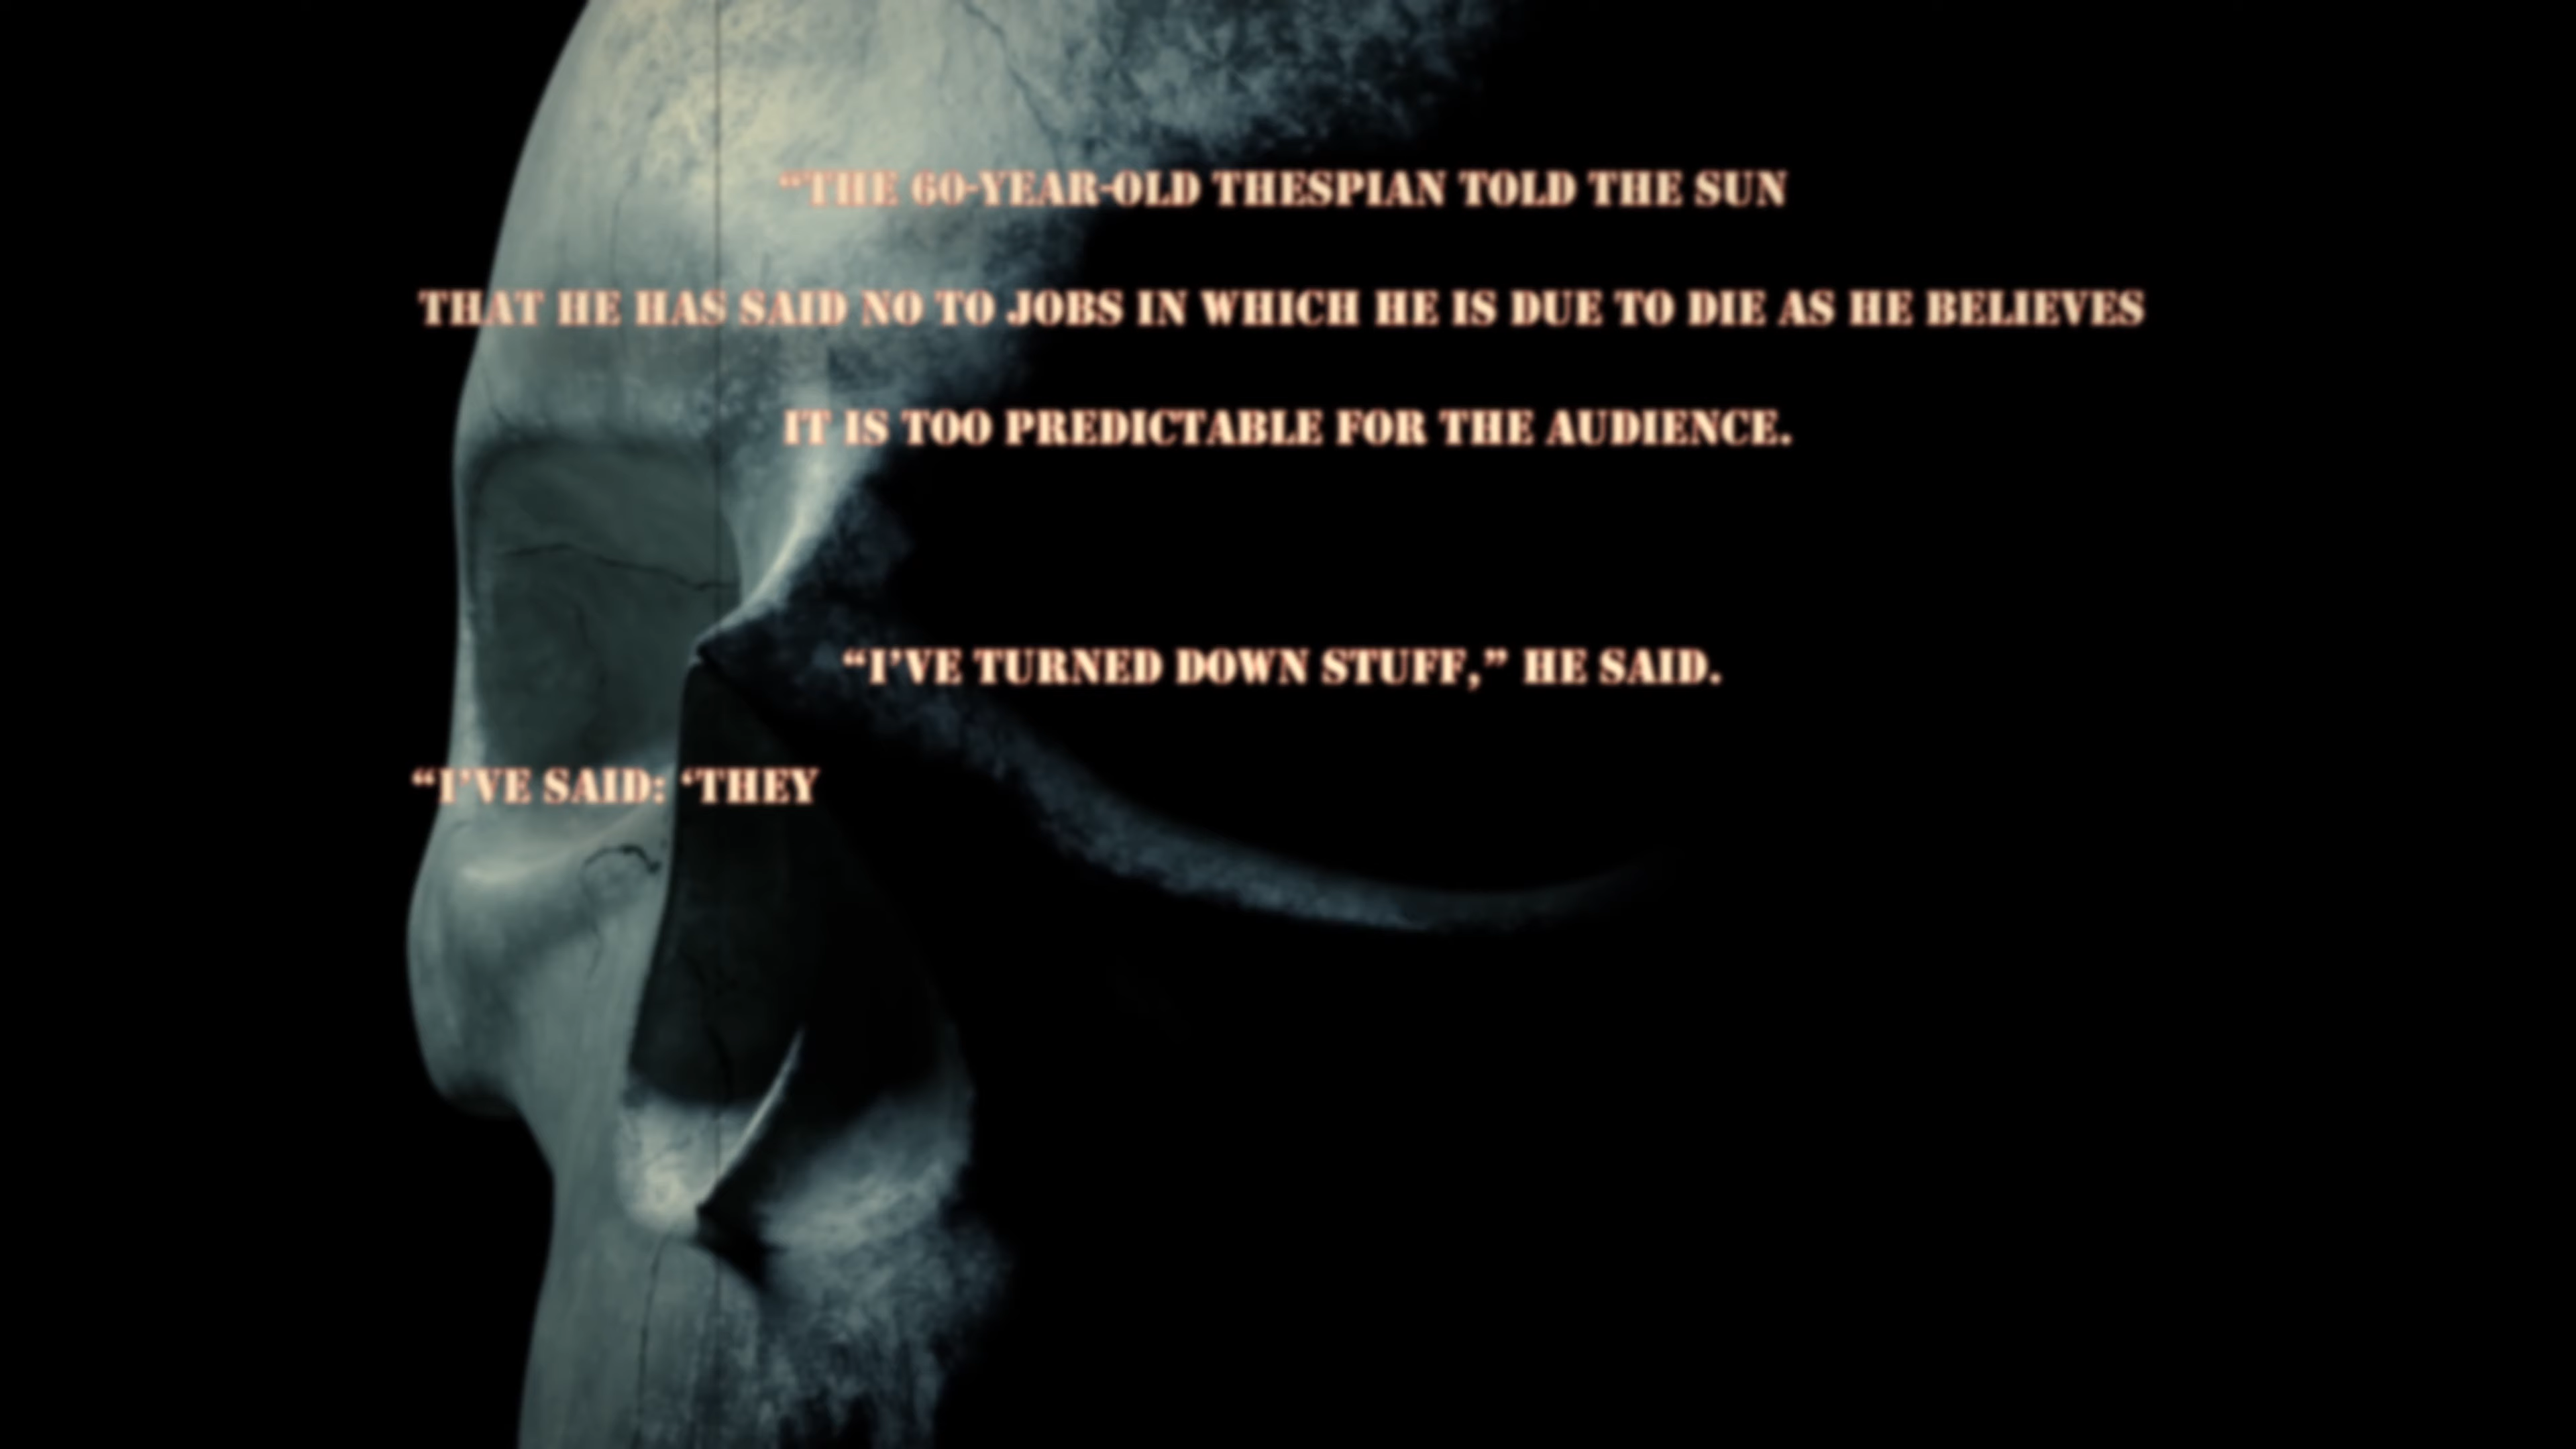 “THE 60-YEAR-OLD THESPIAN TOLD THE SUN
THAT HE HAS SAID NO TO JOBS IN WHICH HE IS DUE TO DIE AS HE BELIEVES
IT IS TOO PREDICTABLE FOR THE AUDIENCE.
“I’VE TURNED DOWN STUFF,” HE SAID.
“I’VE SAID: ‘THEY